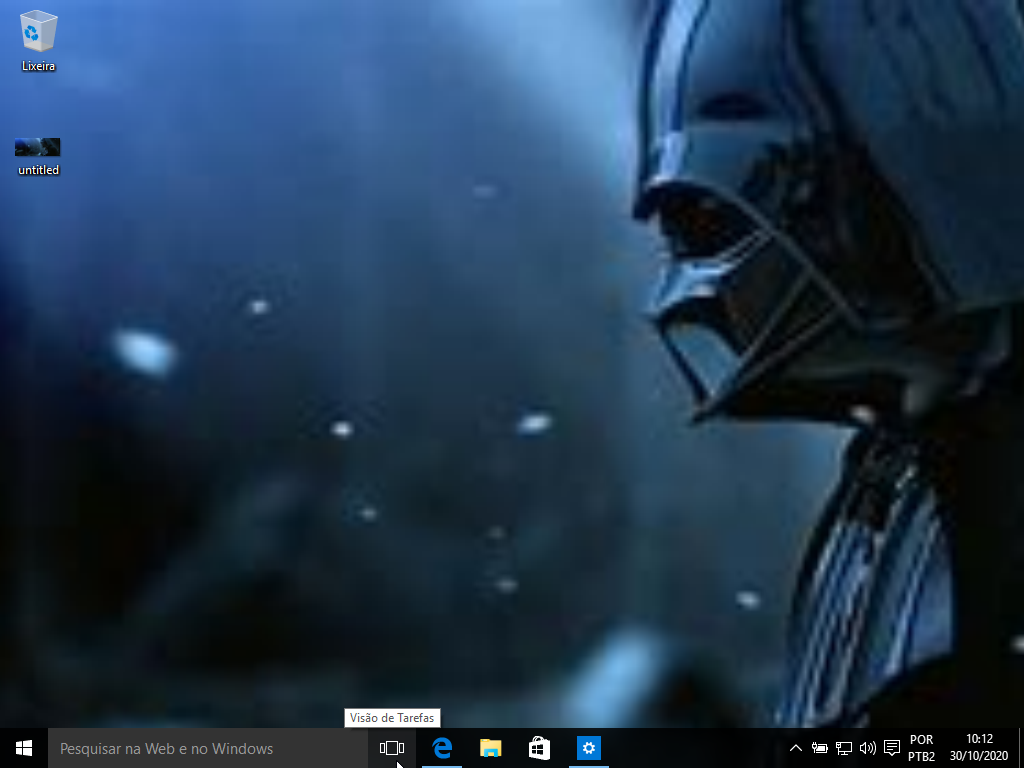 Lixeira
untitled
Visão de Tarefas
Pesquisar na Web e no Windows
POR
PTB2
10:12
30/10/2020